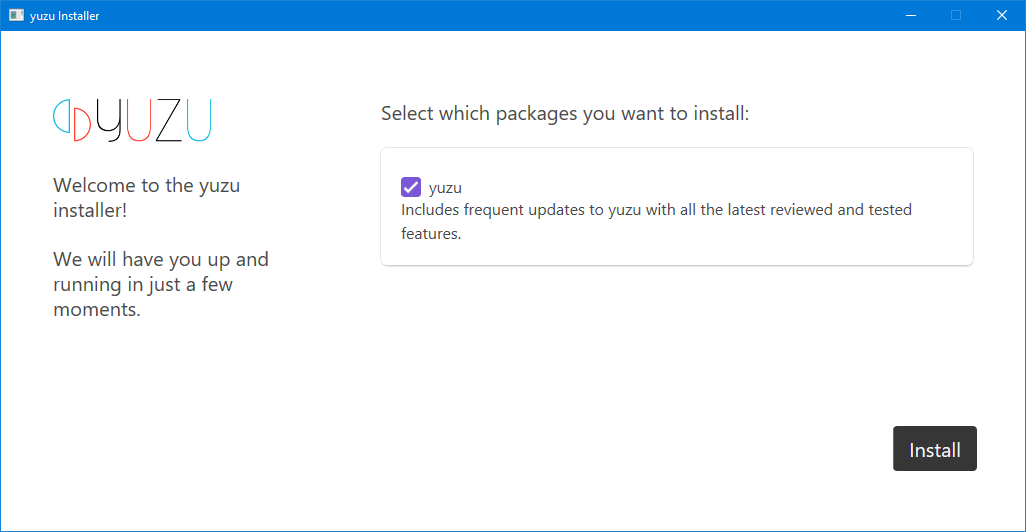 yuzu Installer
YUZU
Welcome to the yuzu
installer!
We will have you up and
running in just a few
moments.
Select which packages you want to install:
yuzu
Includes frequent updates to yuzu with all the latest reviewed and tested
features.
Install